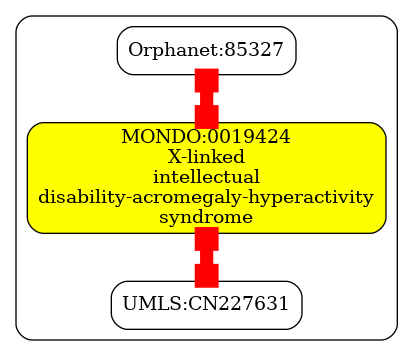 Orphanet:85327
MONDO:0019424
X-linked
intellectual
disability-acromegaly-hyperactivity
syndrome
UMLS:CN227631